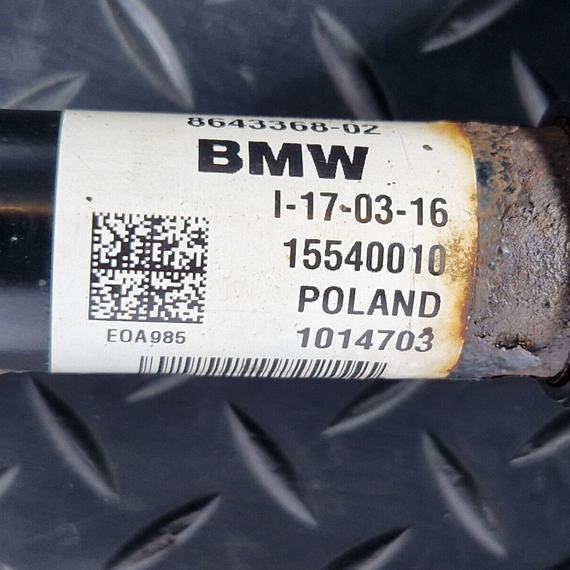 8643368-02
BMW
I-17-03-16
15540010
POLAND
EOA985
1014703